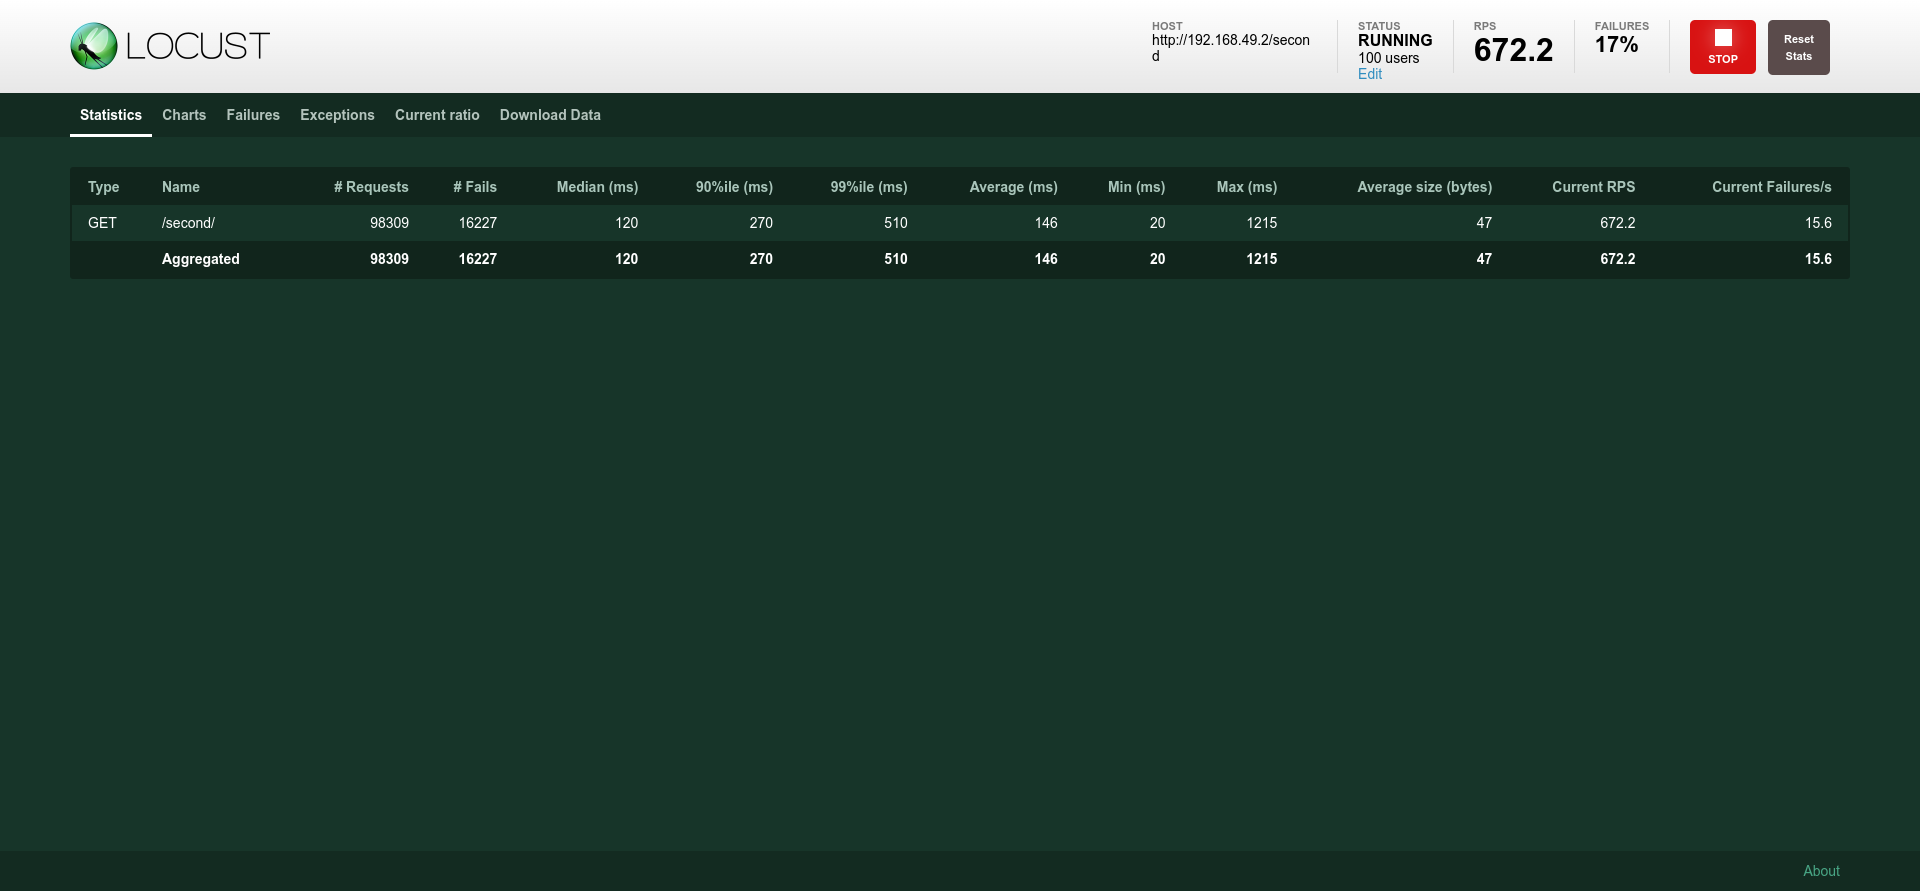 LOCUST
HOST
http://192.168.49.2/secon
d
STATUS
RUNNING
100 users
Edit
RPS
672.2
FAILURES
17%
STOP
Reset
Stats
Statistics Charts Failures Exceptions Current ratio Download Data
Type Name # Requests # Fails Median (ms) 90%ile (ms) 99%ile (ms) Average (ms) Min (ms) Max (ms) Average size (bytes) Current RPS Current Failures/s
GET /second/ 98309 16227 120 270 510 146 20 1215 47 672.2 15.6
Aggregated 98309 16227 120 270 510 146 20 1215 47 672.2 15.6
About